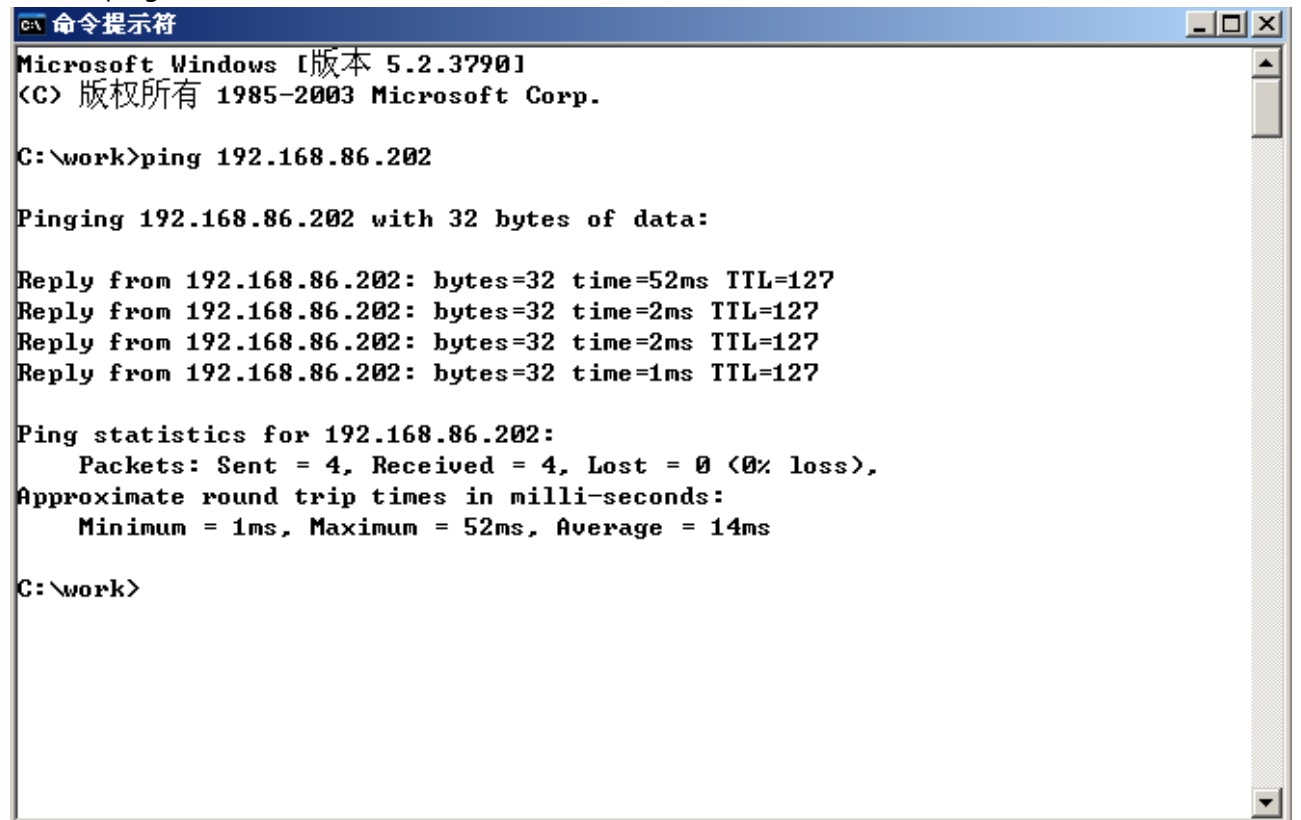 命令提示符
Microsoft Windows [版本 5.2.3790]
(C) 版权所有 1985-2003 Microsoft Corp.
C:\work>ping 192.168.86.202
Pinging 192.168.86.202 with 32 bytes of data:
Reply from 192.168.86.202: bytes=32 time=52ms TTL=127
Reply from 192.168.86.202: bytes=32 time=2ms TTL=127
Reply from 192.168.86.202: bytes=32 time=2ms TTL=127
Reply from 192.168.86.202: bytes=32 time=1ms TTL=127
Ping statistics for 192.168.86.202:
    Packets: Sent = 4, Received = 4, Lost = 0 (0% loss),
Approximate round trip times in milli-seconds:
    Minimum = 1ms, Maximum = 52ms, Average = 14ms
C:\work>